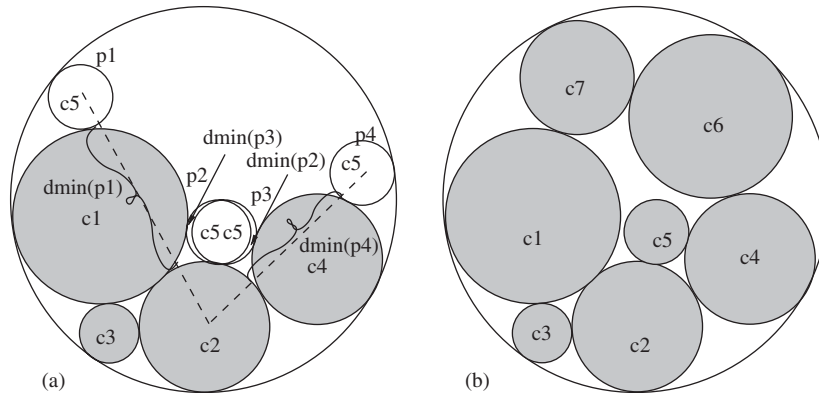 p1
c5
dmin(p3)
dmin(p2)
p4
c5
p2
p3
dmin(p1)
c1
c5 c5
dmin(p4)
c4
c3
c2
(a)
c7
c6
c1
c5
c4
c3
c2
(b)